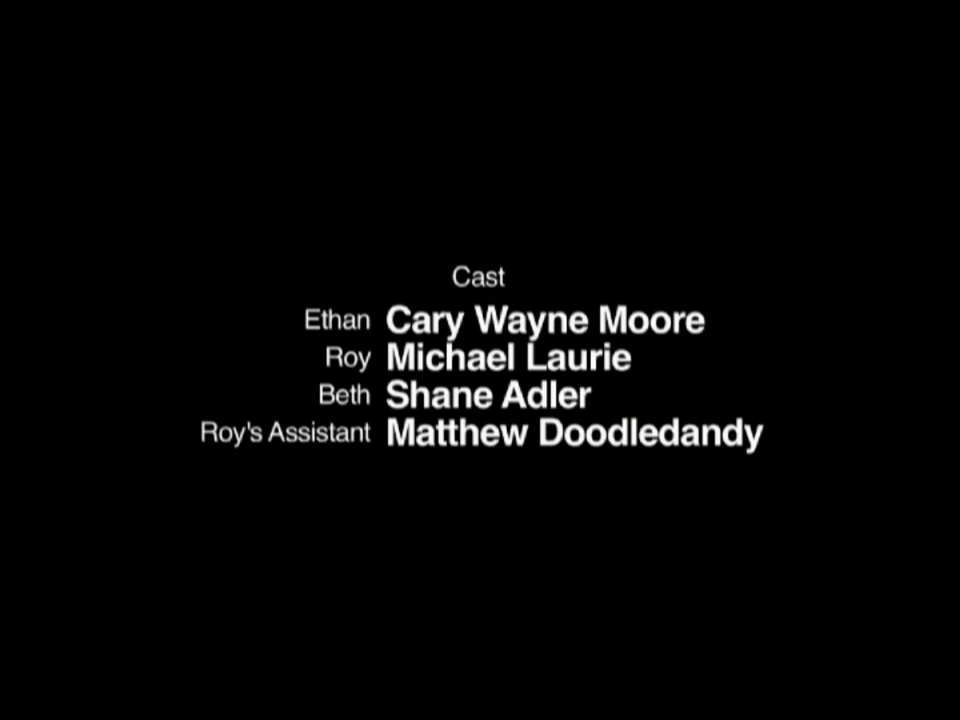 Cast
Ethan Cary Wayne Moore
Roy Michael Laurie
Beth Shane Adler
Roy's Assistant Matthew Doodledandy